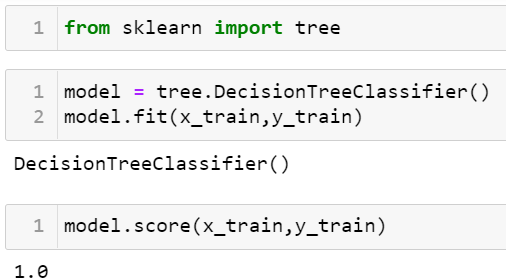 1 from sklearn import tree
1 model = tree.DecisionTreeClassifier()
2 model.fit(x_train,y_train)
DecisionTreeClassifier()
1 model.score(x_train,y_train)
1.0